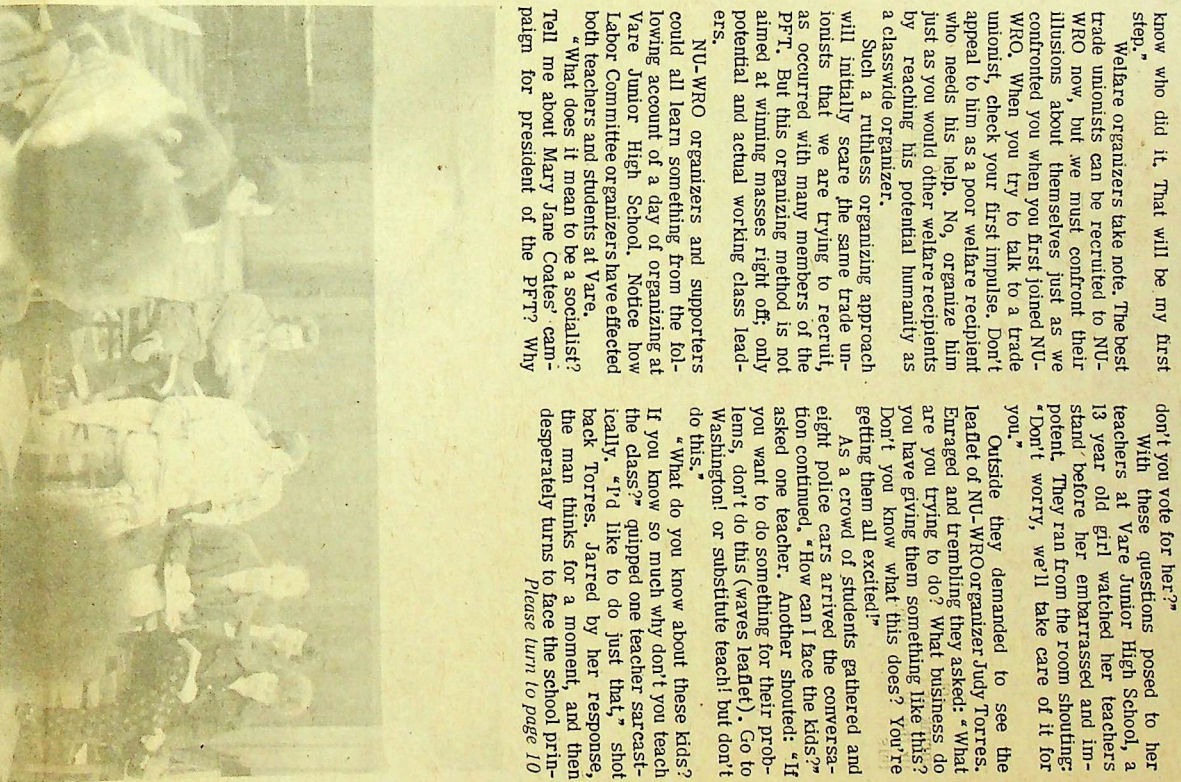 know who did it. That will be my first
step."
Welfare organizers take note. The best
trade unionists can be recruited to NU-
WRO now, but we must confront their
illusions about themselves just as we
confronted you when you first joined NU-
WRO. When you try to talk to a trade
unionist, check your first impulse. Don't
appeal to him as a poor welfare recipient
who needs his help. No, organize him
just as you would other welfare recipients
by reaching his potential humanity as
a classwide organizer.
Such a ruthless organizing approach
will initially scare the same trade un-
ionists that we are trying to recruit,
as occurred with many members of the
PFT. But this organizing method is not
aimed at winning masses right off; only
potential and actual working class lead-
ers.
NU-WRO organizers and supporters
could all learn something from the fol-
lowing account of a day of organizing at
Vare Junior High School. Notice how
Labor Committee organizers have effected
both teachers and students at Vare.
"What does it mean to be a socialist?
Tell me about Mary Jane Coates' cam-
paign for president of the PFT? Why
don't you vote for her?"
With these questions posed to her
teachers at Vare Junior High School, a
13 year old girl watched her teachers
stand before her embarrassed and im-
potent. They ran from the room shouting-
"Don't worry, we'll take care of it for
you."
Outside they demanded to see the
leaflet of NU-WRO organizer Judy Torres.
Enraged and trembling they asked: "What
are you trying to do? What business do
you have giving them something like this?
Don't you know what this does? You're
getting them all excited!"
As a crowd of students gathered and
eight police cars arrived the conversa-
tion continued. "How can I face the kids?"
asked one teacher. Another shouted: "If
you want to do something for their prob-
lems, don't do this (waves leaflet). Go to
Washington! or substitute teach! but don't
do this."
"What do you know about these kids?
If you know so much why don't you teach
the class?" quipped one teacher sarcast-
ically. "I'd like to do just that," shot
back Torres. Jarred by her response,
the man thinks for a moment, and then
desperately turns to face the school prin-
Please turn to page 10